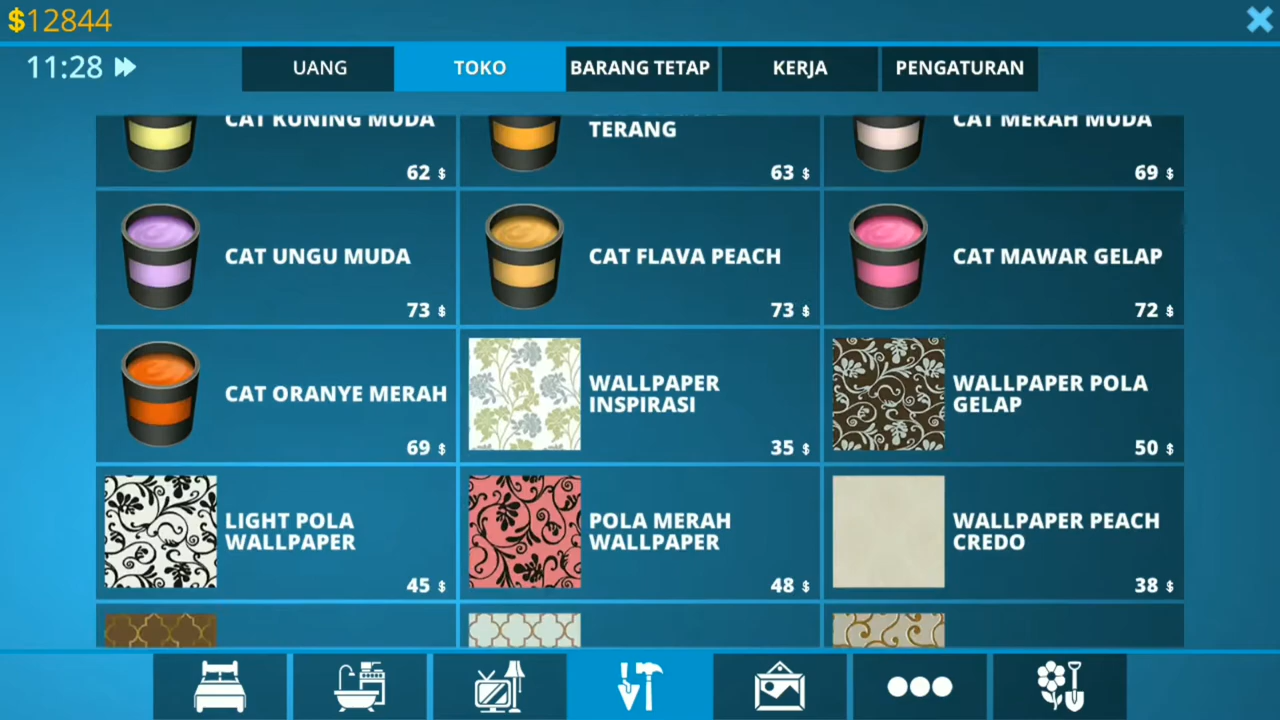 $12844
11:28
UANG
TOKO
BARANG TETAP
KERJA
PENGATURAN
CAT KUNING MUDA
62 $
TERANG
63 $
CAT MERAH MUDA
69 $
CAT UNGU MUDA
73 $
CAT FLAVA PEACH
73 $
CAT MAWAR GELAP
72 $
CAT ORANYE MERAH
69 $
WALLPAPER
INSPIRASI
35 $
WALLPAPER POLA
GELAP
50 $
LIGHT POLA
WALLPAPER
45 $
POLA MERAH
WALLPAPER
48 $
WALLPAPER PEACH
CREDO
38 $